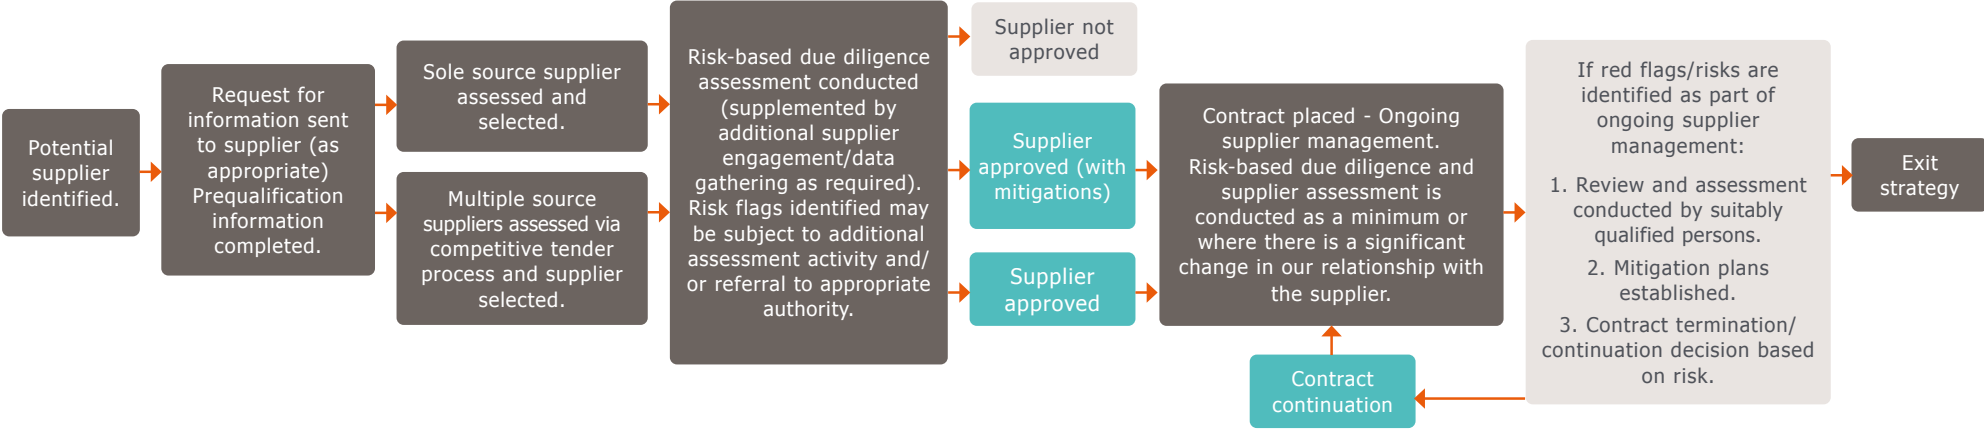 Potential
supplier
identified.
Request for
information sent
to supplier (as
appropriate)
Prequalification
information
completed.
Sole source supplier
assessed and
selected.
Multiple source
suppliers assessed via
competitive tender
process and supplier
selected.
Risk-based due diligence
assessment conducted
(supplemented by
additional supplier
engagement/data
gathering as required).
Risk flags identified may
be subject to additional
assessment activity and/
or referral to appropriate
authority.
Supplier not
approved
Supplier
approved (with
mitigations)
Supplier
approved
Contract placed - Ongoing
supplier management.
Risk-based due diligence and
supplier assessment is
conducted as a minimum or
where there is a significant
change in our relationship with
the supplier.
Contract
continuation
If red flags/risks are
identified as part of
ongoing supplier
management:
1. Review and assessment
conducted by suitably
qualified persons.
2. Mitigation plans
established.
3. Contract termination/
continuation decision based
on risk.
Exit
strategy